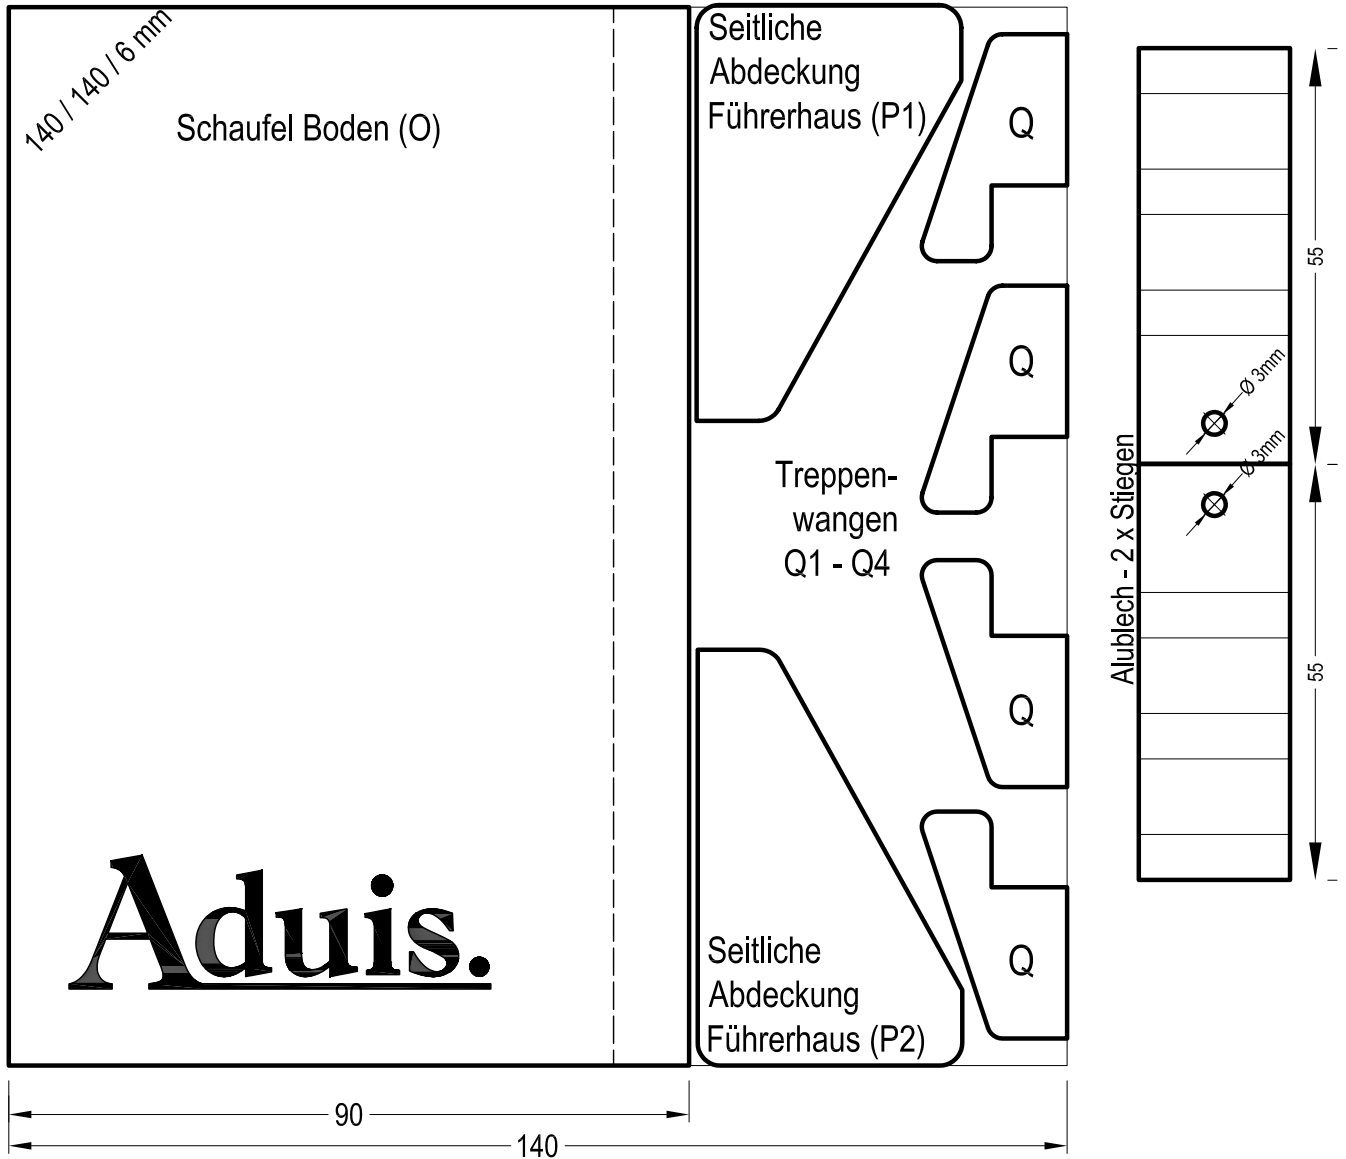 140 / 140 / 6 mm
Schaufel Boden (O)
Seitliche
Abdeckung
Führerhaus (P1)
Q
Q
Treppen-
wangen
Q1 - Q4
Q
Q
Seitliche
Abdeckung
Führerhaus (P2)
Aduis.
90
140
Alublech - 2 x Stiegen
Ø 3mm
Ø 3mm
55
55